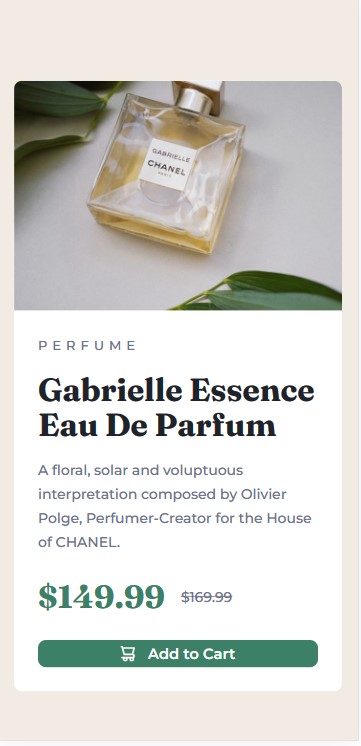 GABRIELLE
CHANEL
PARIS
PERFUME
Gabrielle Essence
Eau De Parfum
A floral, solar and voluptuous
interpretation composed by Olivier
Polge, Perfumer-Creator for the House
of CHANEL.
$149.99 $169.99
Add to Cart